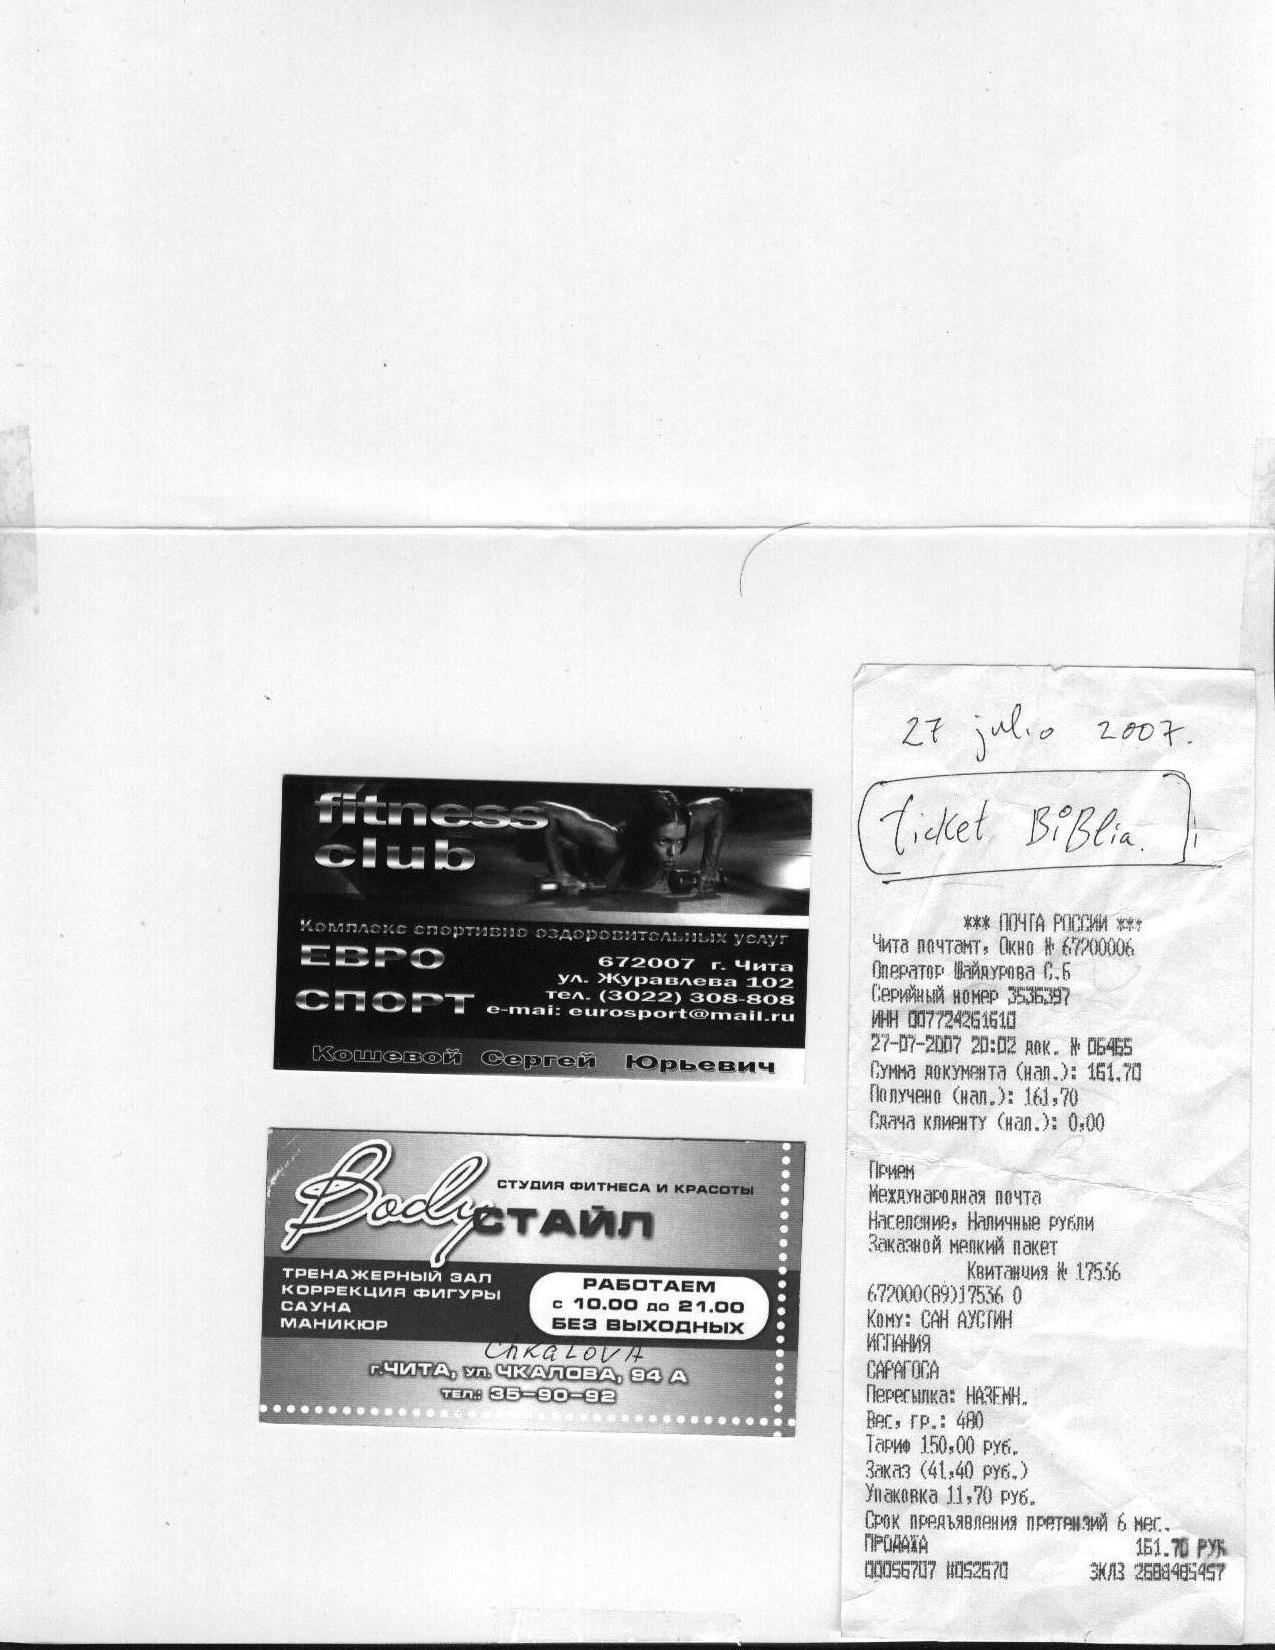 fitness
club
Комплекс спортивно оздоровительных услуг
ЕВРО
СПОРТ
672007 г. Чита
ул. Журавлева 102
тел. (3022) 308-808
e-mai: eurosport@mail.ru
Кошевой Сергей Юрьевич
Body СТАЙЛ
СТУДИЯ ФИТНЕСА И КРАСОТЫ
ТРЕНАЖЕРНЫЙ ЗАЛ
КОРРЕКЦИЯ ФИГУРЫ
САУНА
МАНИКЮР
РАБОТАЕМ
с 10.00 до 21.00
БЕЗ ВЫХОДНЫХ
ChKALOVA
г.ЧИТА, ул. ЧКАЛОВА, 94 А
тел.: 35-90-92
27 julio 2007.
ticket BiBlia.
*** ПОЧТА РОССИИ ***
Чита почтамт, Окно № 67200006
Оператор Шайдурова С.Б
Серийный номер 3536397
ИНН 007724261610
27-07-2007 20:02 док. № 06465
Сумма документа (нал.): 161.70
Получено (нал.): 161,70
Сдача клиенту (нал.): 0,00
Прием
Международная почта
Население, Наличные рубли
Заказной мелкий пакет
Квитанция № 17536
672000(R9)17536 0
Кому: САН АУСТИН
ИСПАНИЯ
САРАГОСА
Пересылка: НАЗЕМН.
Вес, гр.: 480
Тариф 150,00 руб.
Заказ (41,40 руб.)
Упаковка 11,70 руб.
Срок предъявления претензий 6 мес.
ПРОДАЖА 161.70 РУБ
00056707 #052670 ЭКЛЗ 2688485457